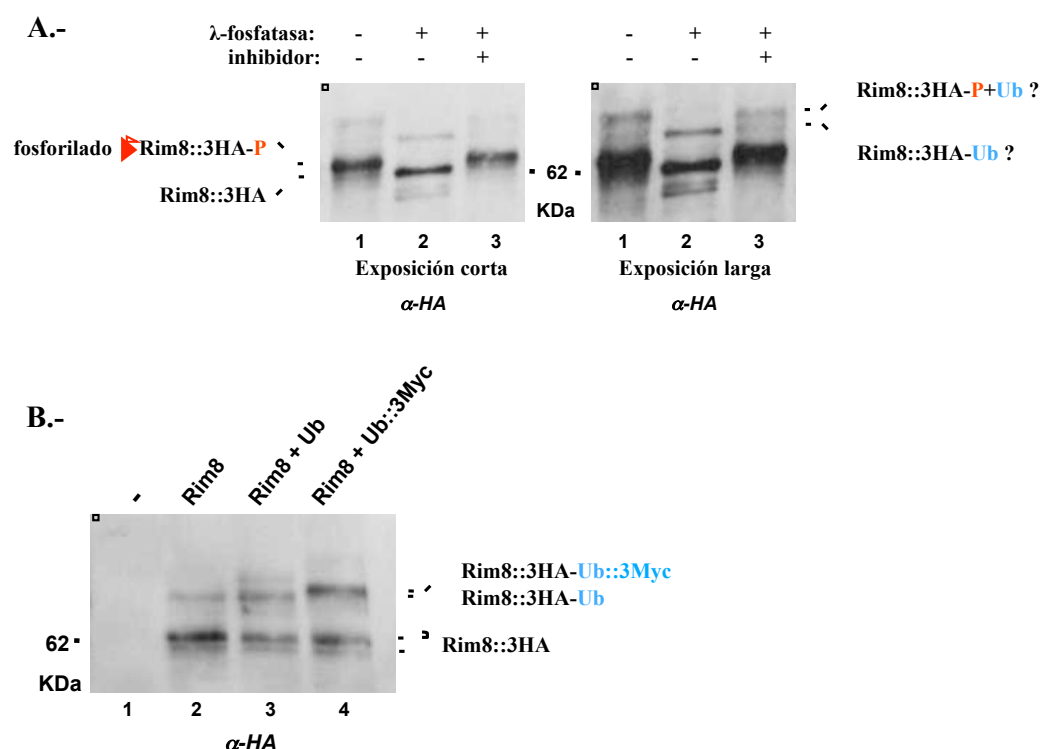 A.-
λ-fosfatasa: - + + - + +
inhibidor: - - + - - +
Rim8::3HA-P+Ub ?
fosforilado Rim8::3HA-P
Rim8::3HA-Ub ?
Rim8::3HA
62
KDa
1 2 3 1 2 3
Exposición corta Exposición larga
α-HA α-HA
B.-
- Rim8 Rim8 + Ub Rim8 + Ub::3Myc
Rim8::3HA-Ub::3Myc
Rim8::3HA-Ub
62
Rim8::3HA
KDa
1 2 3 4
α-HA